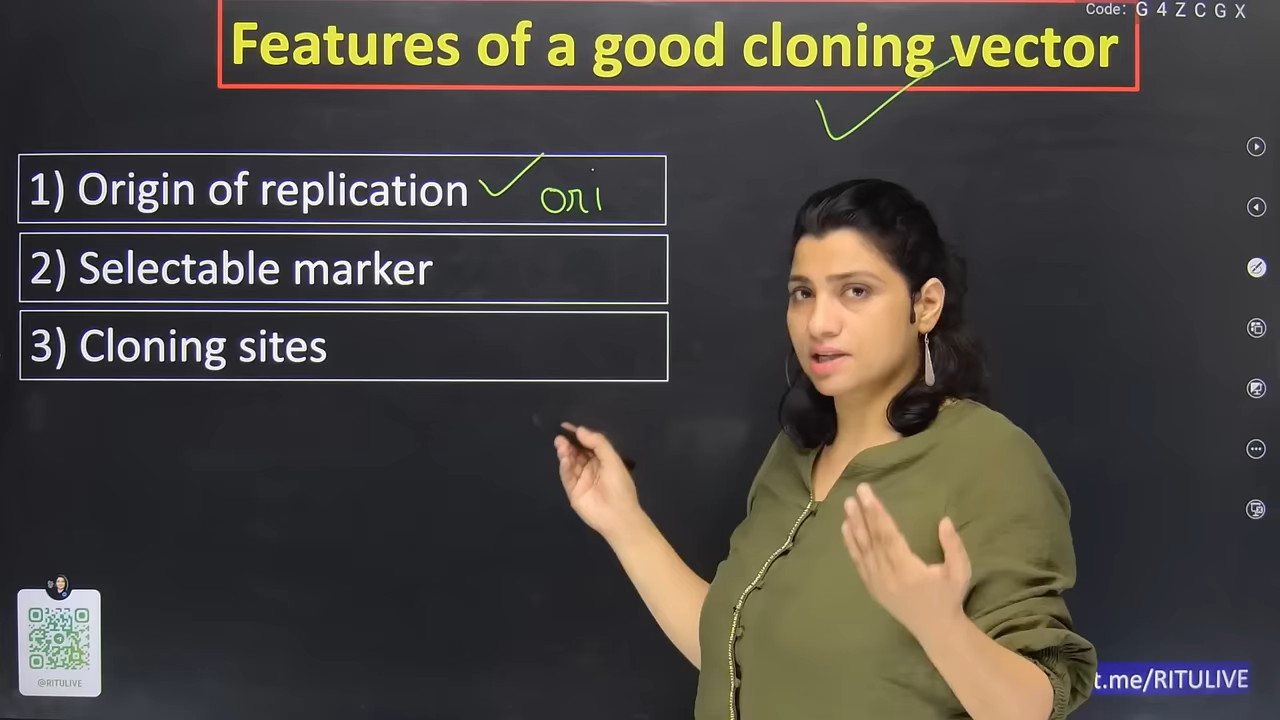 Code: G 4 Z C G X
Features of a good cloning vector
1) Origin of replication ori
2) Selectable marker
3) Cloning sites
@RITULIVE
t.me/RITULIVE